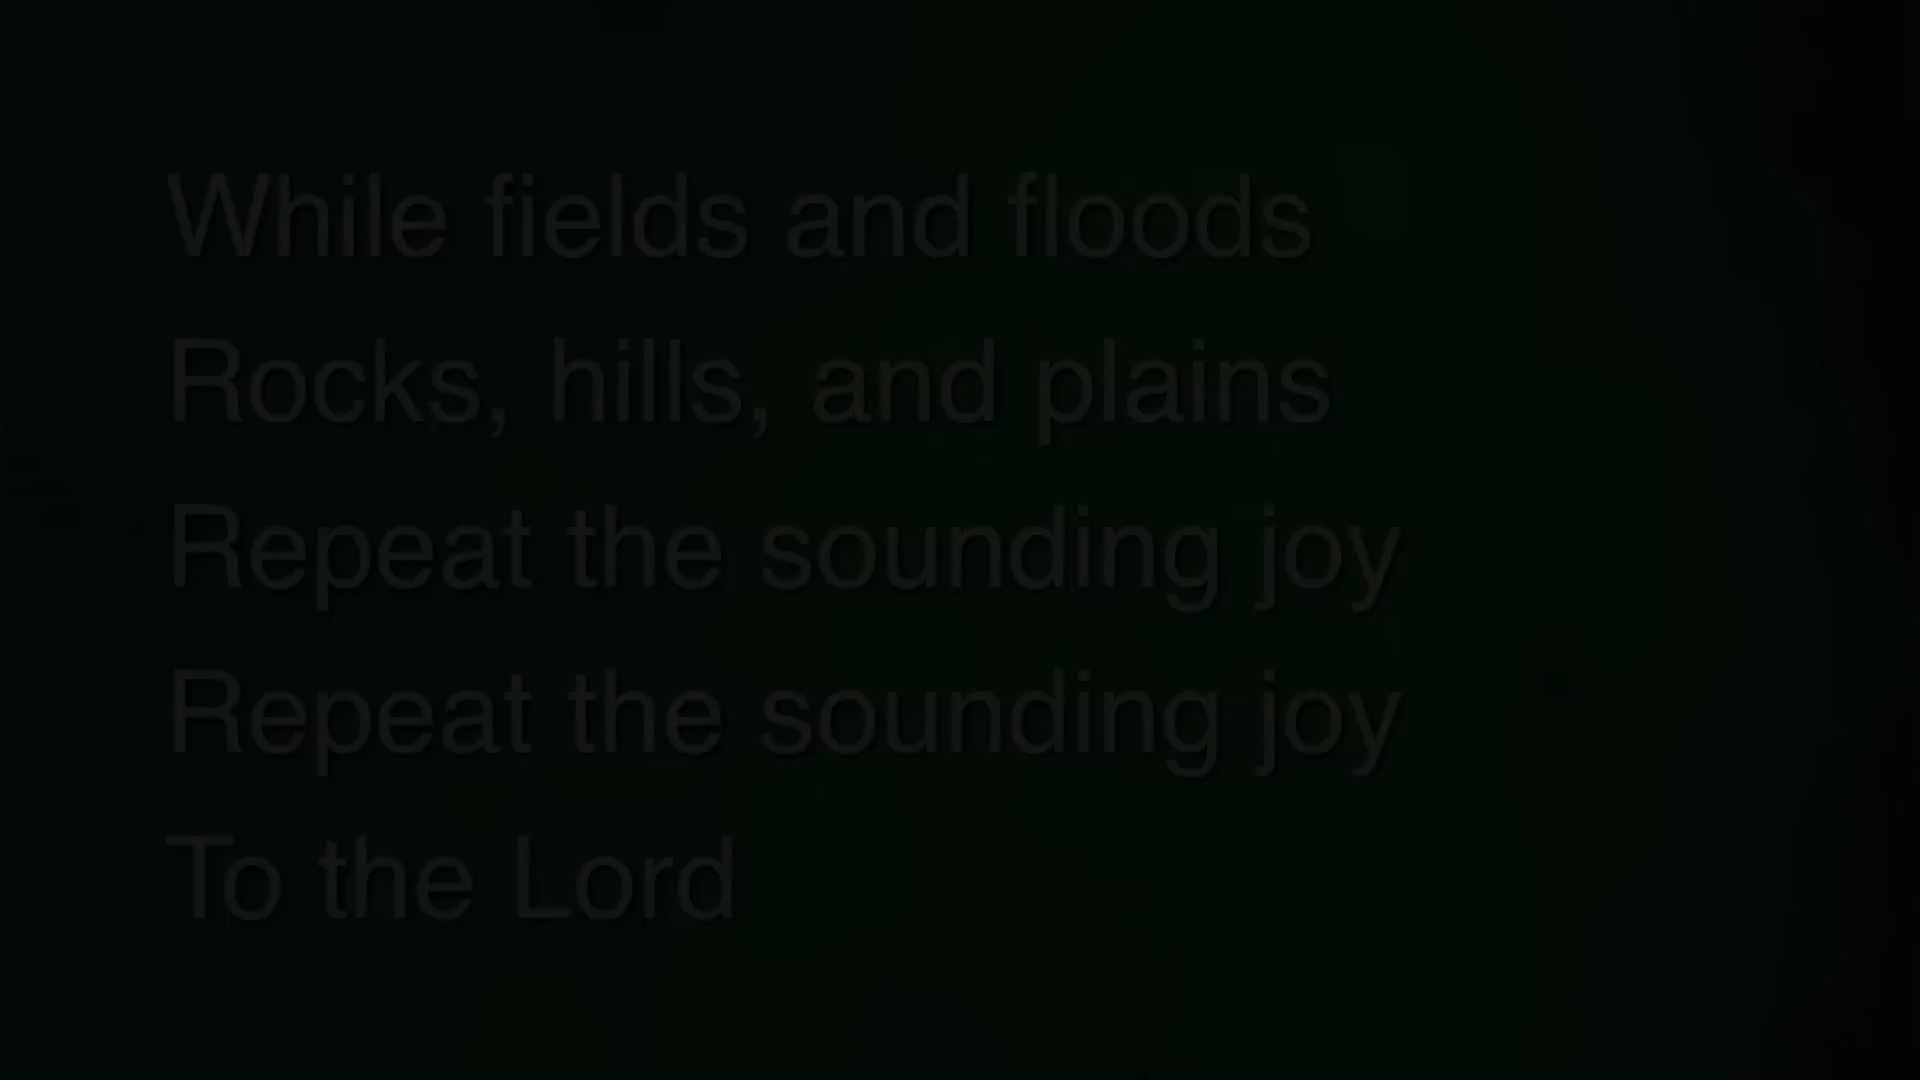 While fields and floods
Rocks, hills, and plains
Repeat the sounding joy
Repeat the sounding joy
To the Lord